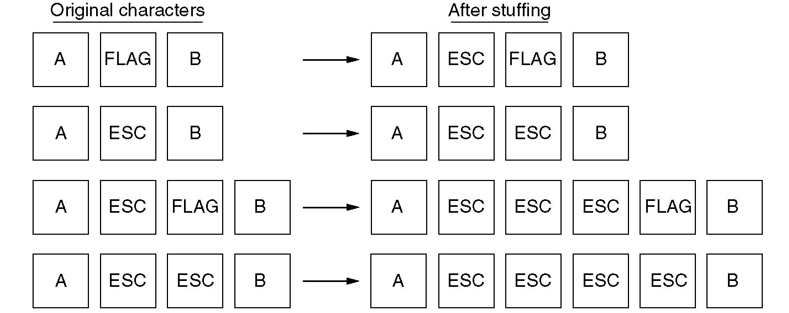 Original characters After stuffing
A FLAG B A ESC FLAG B
A ESC B A ESC ESC B
A ESC FLAG B A ESC ESC ESC FLAG B
A ESC ESC B A ESC ESC ESC ESC B